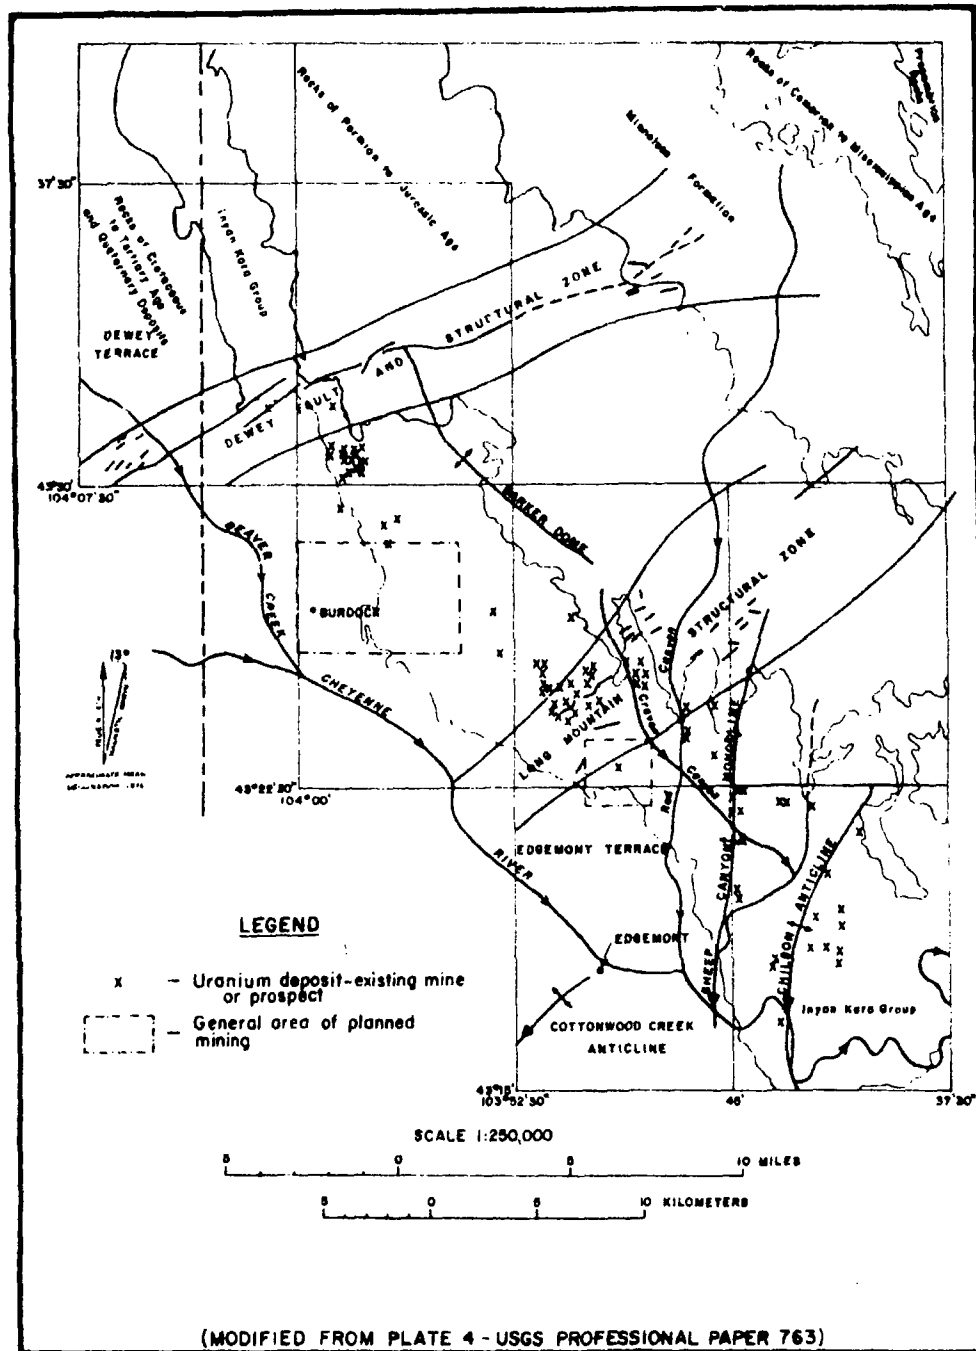 Rocks of Permian to Jurassic Age
Rocks of Cambrian to Mississippian Age
Minnelusa
Formation
37'30"
Rocks of Cretaceous
to Tertiary Age
and Quaternary Deposits
Inyan Kara Group
DEWEY
TERRACE
DEWEY FAULT AND STRUCTURAL ZONE
43°30'
104°07'30"
BARKER DOME
BEAVER
CREEK
BURDOCK
STRUCTURAL ZONE
Canyon
13°
CHEYENNE
LONG MOUNTAIN
Craven
Canyon
MONOCLINE
43°22'30"
104°00'
Red
RIVER
EDGEMONT TERRACE
CANYON
CHILSON ANTICLINE
LEGEND
EDGEMONT
SHEEP
x - Uranium deposit-existing mine
or prospect
Inyan Kara Group
- General area of planned
mining
COTTONWOOD CREEK
ANTICLINE
43°15'
103°52'30"
45'
37'30"
SCALE 1:250,000
5 0 5 10 MILES
5 0 5 10 KILOMETERS
(MODIFIED FROM PLATE 4 - USGS PROFESSIONAL PAPER 763)